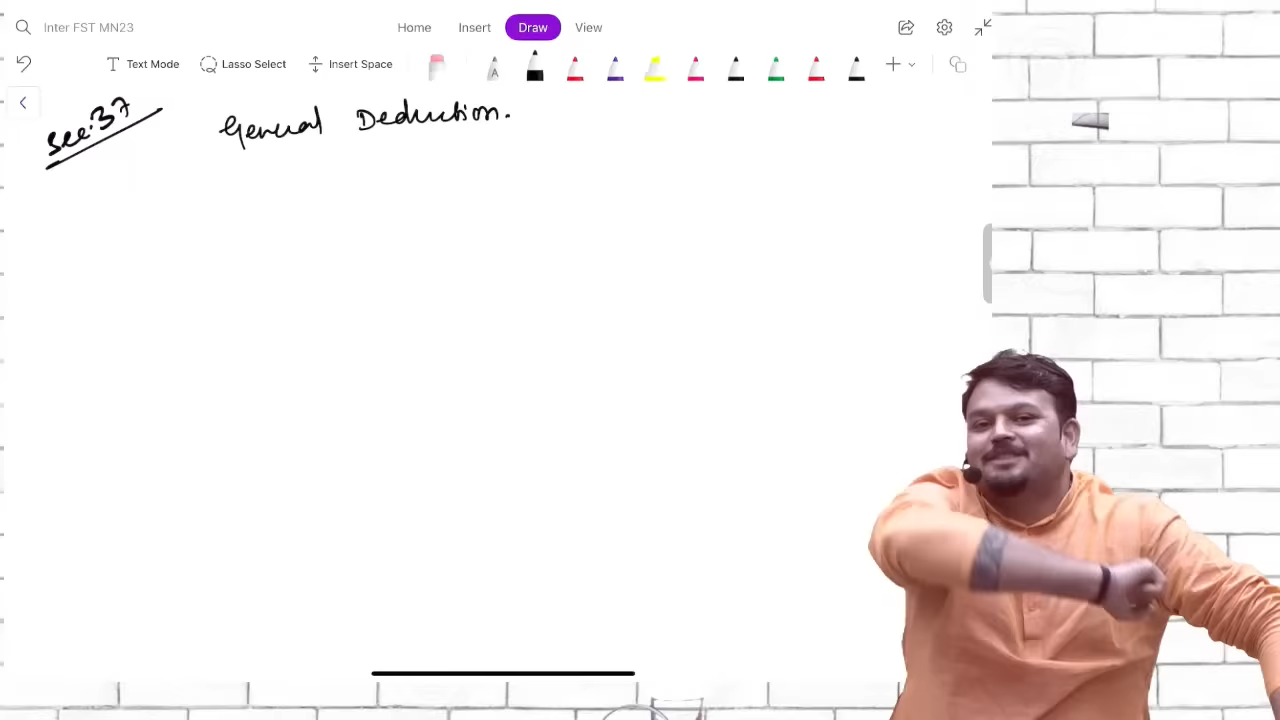 Inter FST MN23
Home Insert Draw View
Text Mode Lasso Select Insert Space
A
Sec.37 General Deduction.